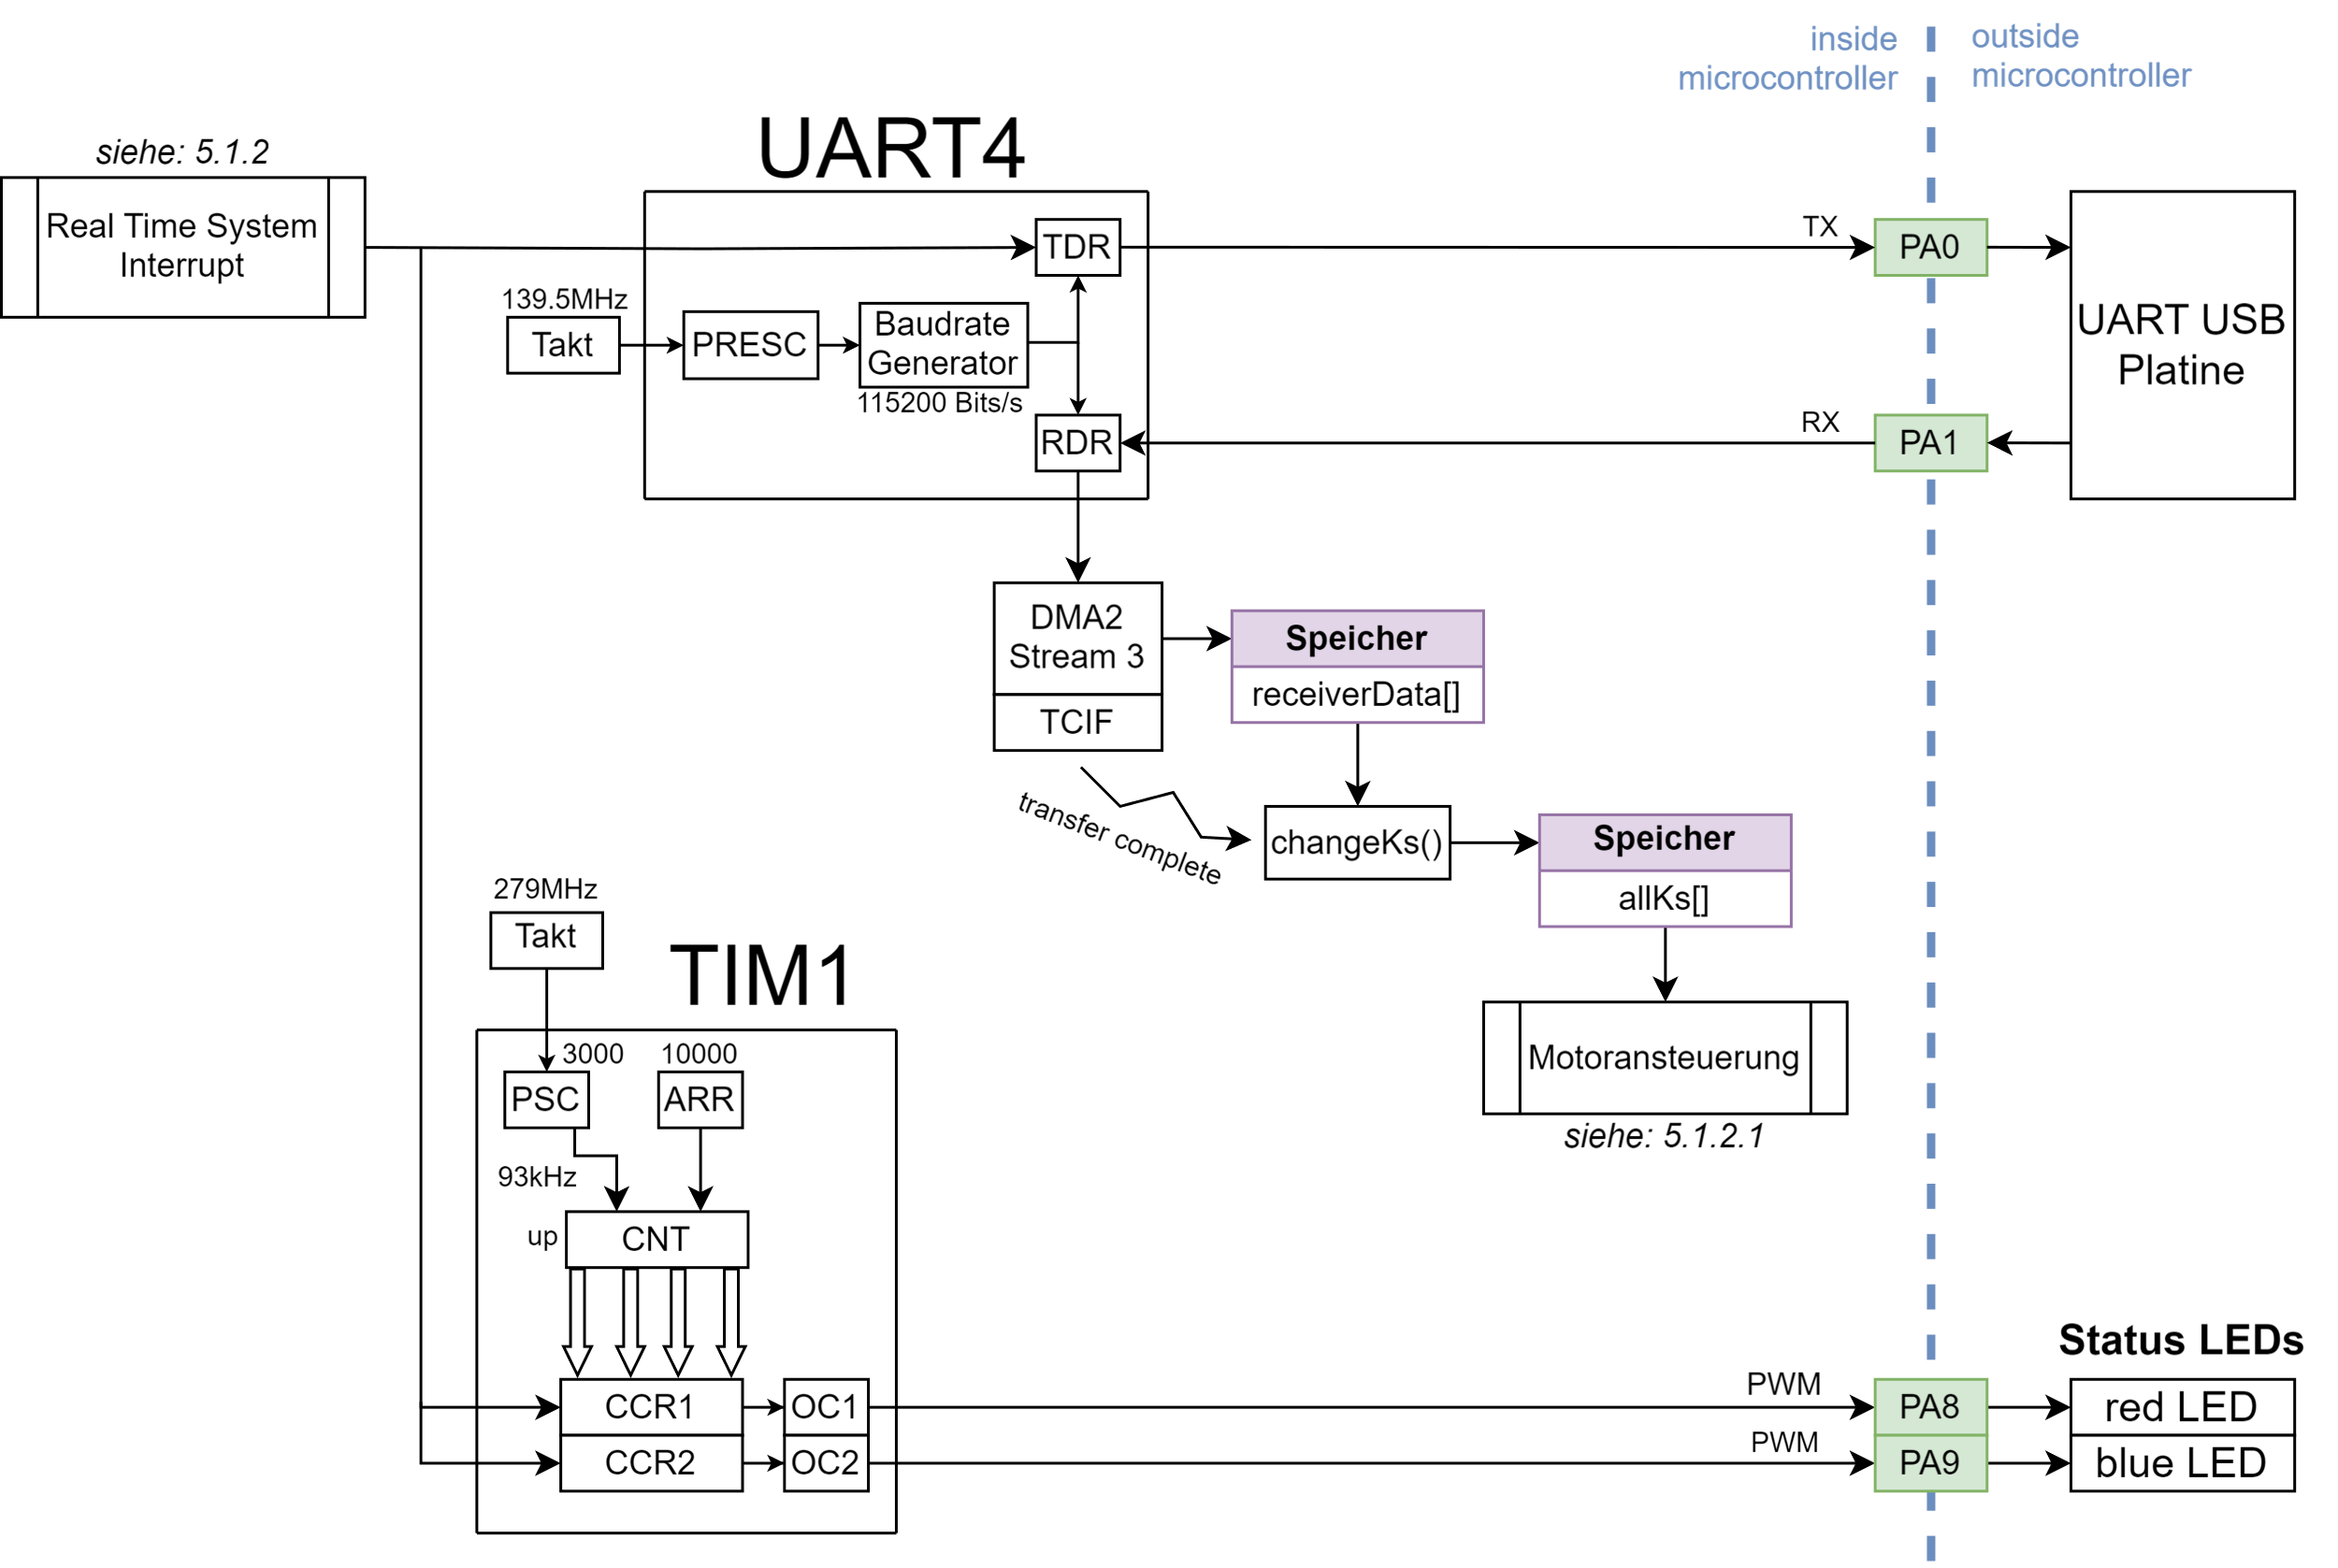 inside
microcontroller
outside
microcontroller
UART4
siehe: 5.1.2
Real Time System
Interrupt
TDR
TX
PA0
139.5MHz
Takt
PRESC
Baudrate
Generator
115200 Bits/s
UART USB
Platine
RDR
RX
PA1
DMA2
Stream 3
TCIF
Speicher
receiverData[]
transfer complete
changeKs()
Speicher
allKs[]
279MHz
Takt
TIM1
Motoransteuerung
siehe: 5.1.2.1
3000
10000
PSC
ARR
93kHz
up
CNT
Status LEDs
CCR1
OC1
PWM
PA8
red LED
CCR2
OC2
PWM
PA9
blue LED